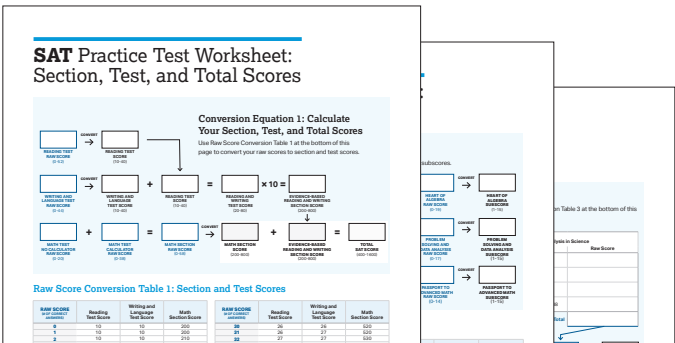 SAT Practice Test Worksheet:
Section, Test, and Total Scores
Conversion Equation 1: Calculate
Your Section, Test, and Total Scores
Use Raw Score Conversion Table 1 at the bottom of this
page to convert your raw scores to section and test scores.
CONVERT
READING TEST
RAW SCORE
(0-52)
READING TEST
SCORE
(10-40)
CONVERT
+ = × 10 =
WRITING AND
LANGUAGE TEST
RAW SCORE
(0-44)
WRITING AND
LANGUAGE
TEST SCORE
(10-40)
READING TEST
SCORE
(10-40)
READING AND
WRITING
TEST SCORE
(20-80)
EVIDENCE-BASED
READING AND WRITING
SECTION SCORE
(200-800)
+ = CONVERT + =
MATH TEST
NO CALCULATOR
RAW SCORE
(0-20)
MATH TEST
CALCULATOR
RAW SCORE
(0-38)
MATH SECTION
RAW SCORE
(0-58)
MATH SECTION
SCORE
(200-800)
EVIDENCE-BASED
READING AND WRITING
SECTION SCORE
(200-800)
TOTAL
SAT SCORE
(400-1600)
Raw Score Conversion Table 1: Section and Test Scores
RAW SCORE
(# OF CORRECT
ANSWERS)
Reading
Test Score
Writing and
Language
Test Score
Math
Section Score
0 10 10 200
1 10 10 200
2 10 10 210
RAW SCORE
(# OF CORRECT
ANSWERS)
Reading
Test Score
Writing and
Language
Test Score
Math
Section Score
30 26 26 520
31 26 27 520
32 27 27 530
subscores.
CONVERT
HEART OF
ALGEBRA
RAW SCORE
(0-19)
HEART OF
ALGEBRA
SUBSCORE
(1-15)
CONVERT
PROBLEM
SOLVING AND
DATA ANALYSIS
RAW SCORE
(0-17)
PROBLEM
SOLVING AND
DATA ANALYSIS
SUBSCORE
(1-15)
CONVERT
PASSPORT TO
ADVANCED MATH
RAW SCORE
(0-16)
PASSPORT TO
ADVANCED MATH
SUBSCORE
(1-15)
on Table 3 at the bottom of this
lysis in Science
Raw Score
Total